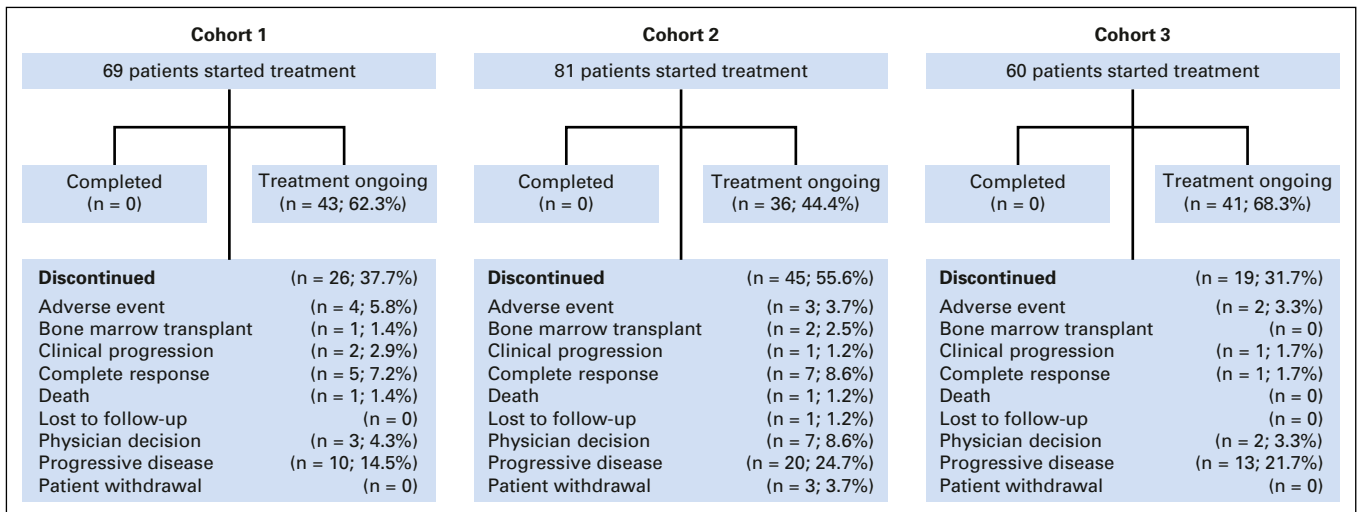 Cohort 1
69 patients started treatment
Completed
(n = 0)
Treatment ongoing
(n = 43; 62.3%)
Discontinued (n = 26; 37.7%)
Adverse event (n = 4; 5.8%)
Bone marrow transplant (n = 1; 1.4%)
Clinical progression (n = 2; 2.9%)
Complete response (n = 5; 7.2%)
Death (n = 1; 1.4%)
Lost to follow-up (n = 0)
Physician decision (n = 3; 4.3%)
Progressive disease (n = 10; 14.5%)
Patient withdrawal (n = 0)
Cohort 2
81 patients started treatment
Completed
(n = 0)
Treatment ongoing
(n = 36; 44.4%)
Discontinued (n = 45; 55.6%)
Adverse event (n = 3; 3.7%)
Bone marrow transplant (n = 2; 2.5%)
Clinical progression (n = 1; 1.2%)
Complete response (n = 7; 8.6%)
Death (n = 1; 1.2%)
Lost to follow-up (n = 1; 1.2%)
Physician decision (n = 7; 8.6%)
Progressive disease (n = 20; 24.7%)
Patient withdrawal (n = 3; 3.7%)
Cohort 3
60 patients started treatment
Completed
(n = 0)
Treatment ongoing
(n = 41; 68.3%)
Discontinued (n = 19; 31.7%)
Adverse event (n = 2; 3.3%)
Bone marrow transplant (n = 0)
Clinical progression (n = 1; 1.7%)
Complete response (n = 1; 1.7%)
Death (n = 0)
Lost to follow-up (n = 0)
Physician decision (n = 2; 3.3%)
Progressive disease (n = 13; 21.7%)
Patient withdrawal (n = 0)